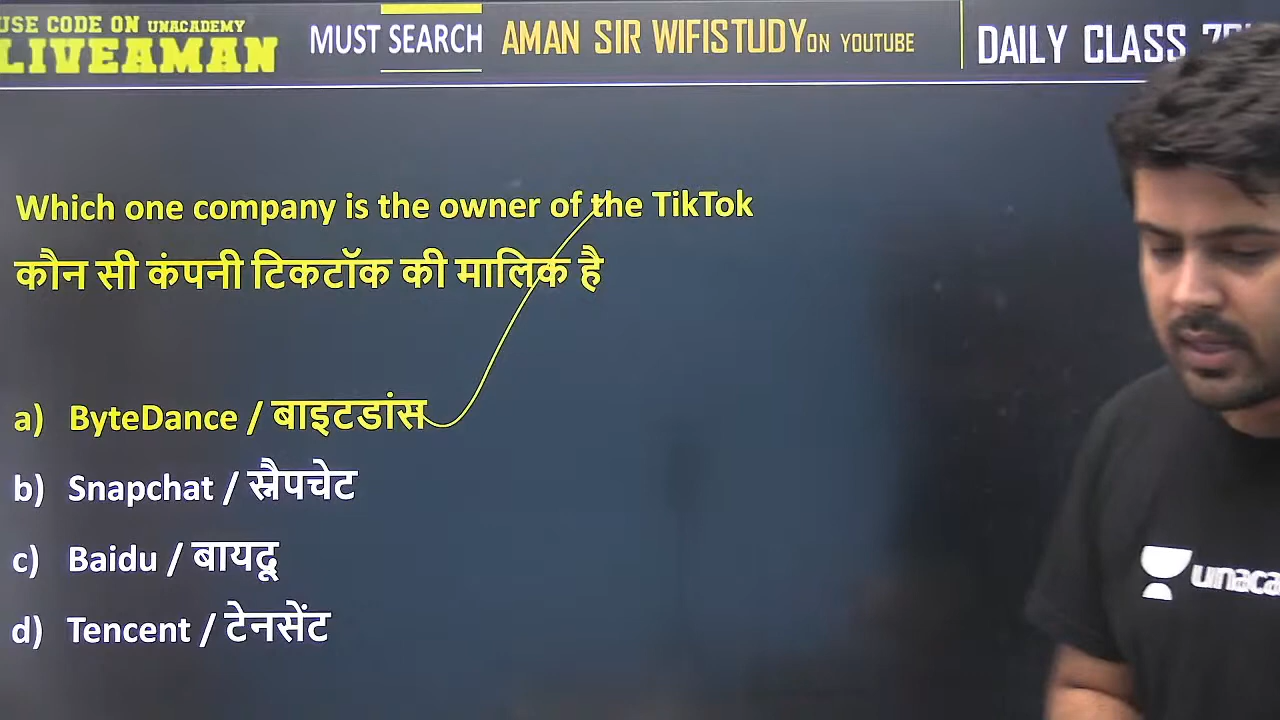 USE CODE ON UNACADEMY
LIVEAMAN
MUST SEARCH
AMAN SIR WIFISTUDY ON YOUTUBE
DAILY CLASS
Which one company is the owner of the TikTok
कौन सी कंपनी टिकटॉक की मालिक है
a) ByteDance / बाइटडांस
b) Snapchat / स्नैपचेट
c) Baidu / बायदू
d) Tencent / टेनसेंट